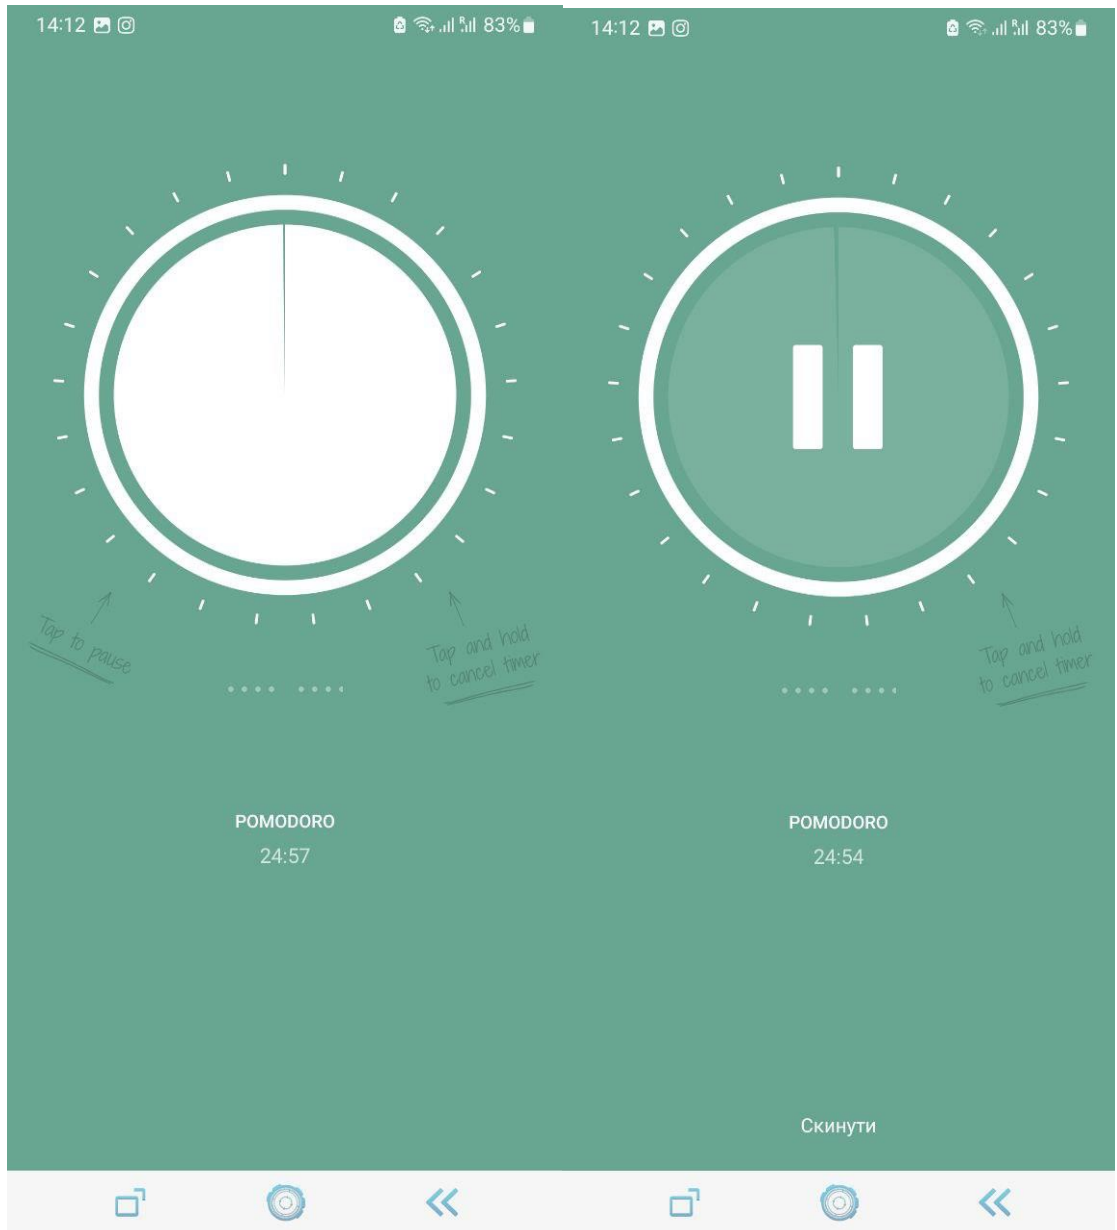 14:12
83%
Tap to pause
Tap and hold
to cancel timer
POMODORO
24:57
14:12
83%
Tap and hold
to cancel timer
POMODORO
24:54
Скинути